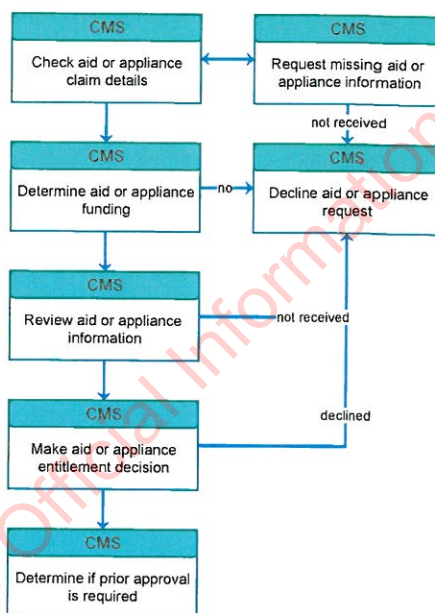 CMS
Check aid or appliance
claim details
CMS
Request missing aid or
appliance information
not received
CMS
Determine aid or appliance
funding
no
CMS
Decline aid or appliance
request
CMS
Review aid or appliance
information
not received
CMS
Make aid or appliance
entitlement decision
declined
CMS
Determine if prior approval
is required
Official Information